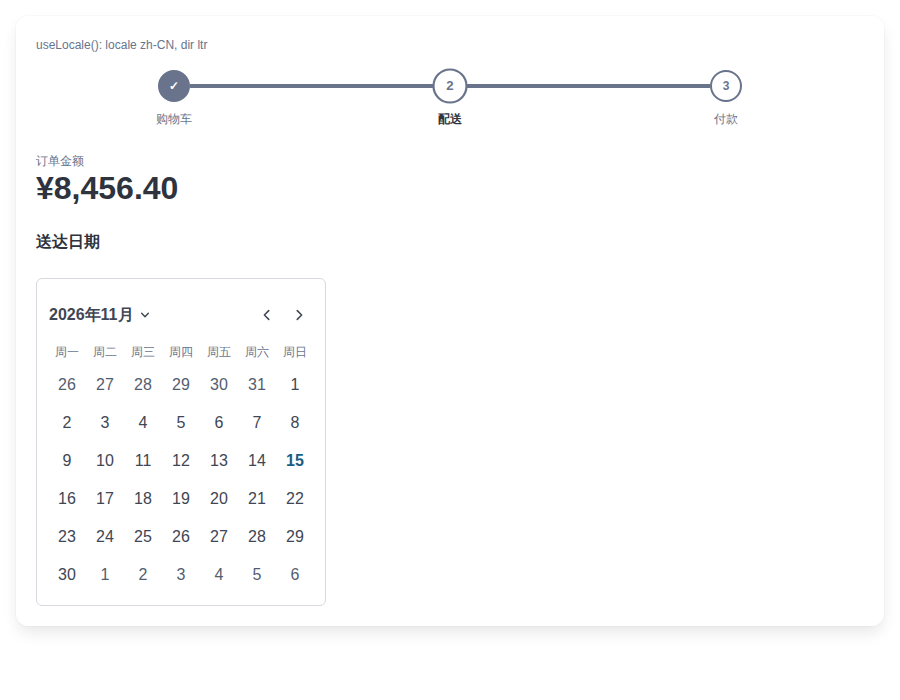 useLocale(): locale zh-CN, dir ltr
✓ 2 3
购物车 配送 付款
订单金额
¥8,456.40
送达日期
2026年11月
周一 周二 周三 周四 周五 周六 周日
26 27 28 29 30 31 1
2 3 4 5 6 7 8
9 10 11 12 13 14 15
16 17 18 19 20 21 22
23 24 25 26 27 28 29
30 1 2 3 4 5 6